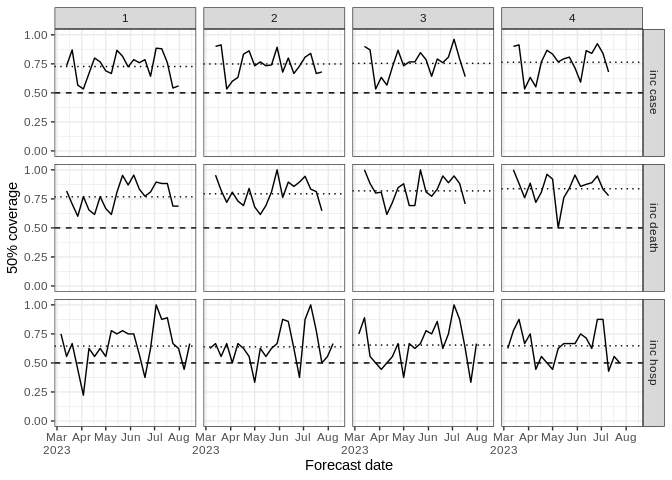 1 2 3 4
1.00
0.75
0.50
0.25
0.00
inc case
1.00
0.75
0.50
0.25
0.00
inc death
1.00
0.75
0.50
0.25
0.00
inc hosp
50% coverage
Mar Apr May Jun Jul Aug Mar Apr May Jun Jul Aug Mar Apr May Jun Jul Aug Mar Apr May Jun Jul Aug
2023 2023 2023 2023
Forecast date